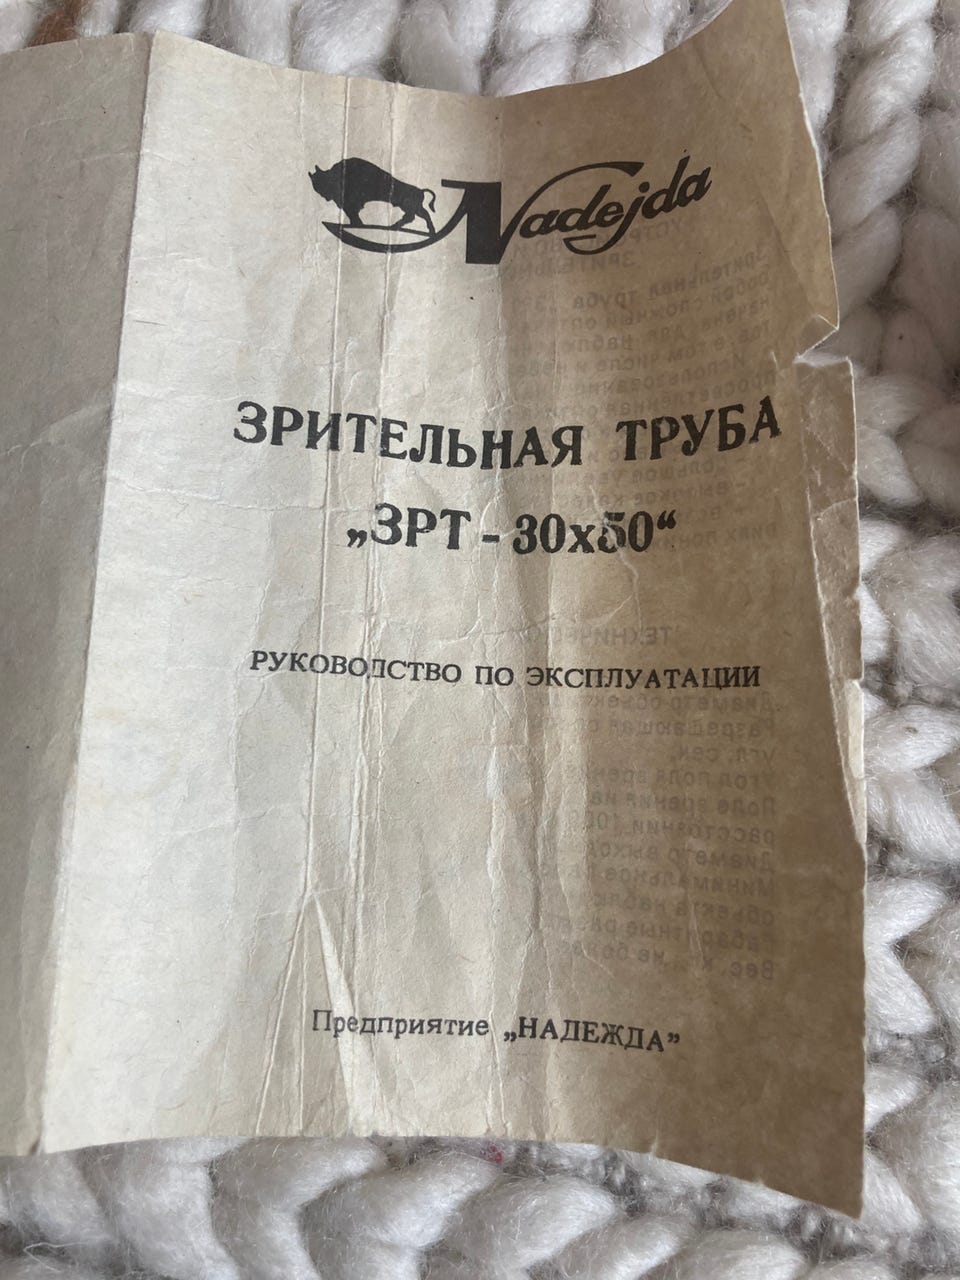 Nadejda
ЗРИТЕЛЬНАЯ ТРУБА
„ЗРТ - 30х50“
РУКОВОДСТВО ПО ЭКСПЛУАТАЦИИ
Предприятие „НАДЕЖДА”